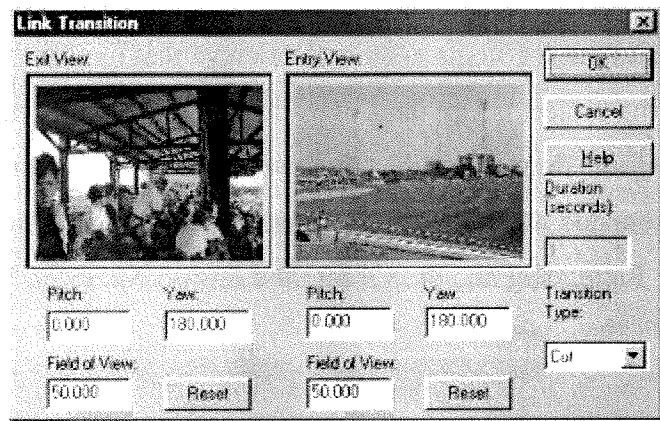 Link Transition
Exit View:
Entry View:
OK
Cancel
Help
Duration
(seconds):
Pitch:
Yaw:
0.000
180.000
Field of View:
50.000
Reset
Pitch:
Yaw:
0.000
180.000
Field of View:
50.000
Reset
Transition
Type:
Cut